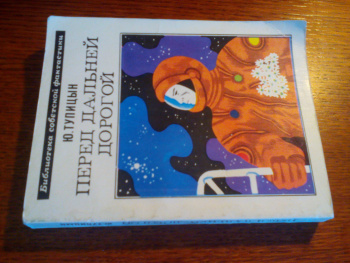 Библиотека советской фантастики
Ю.ТУПИЦЫН
ПЕРЕД ДАЛЬНЕЙ
ДОРОГОЙ